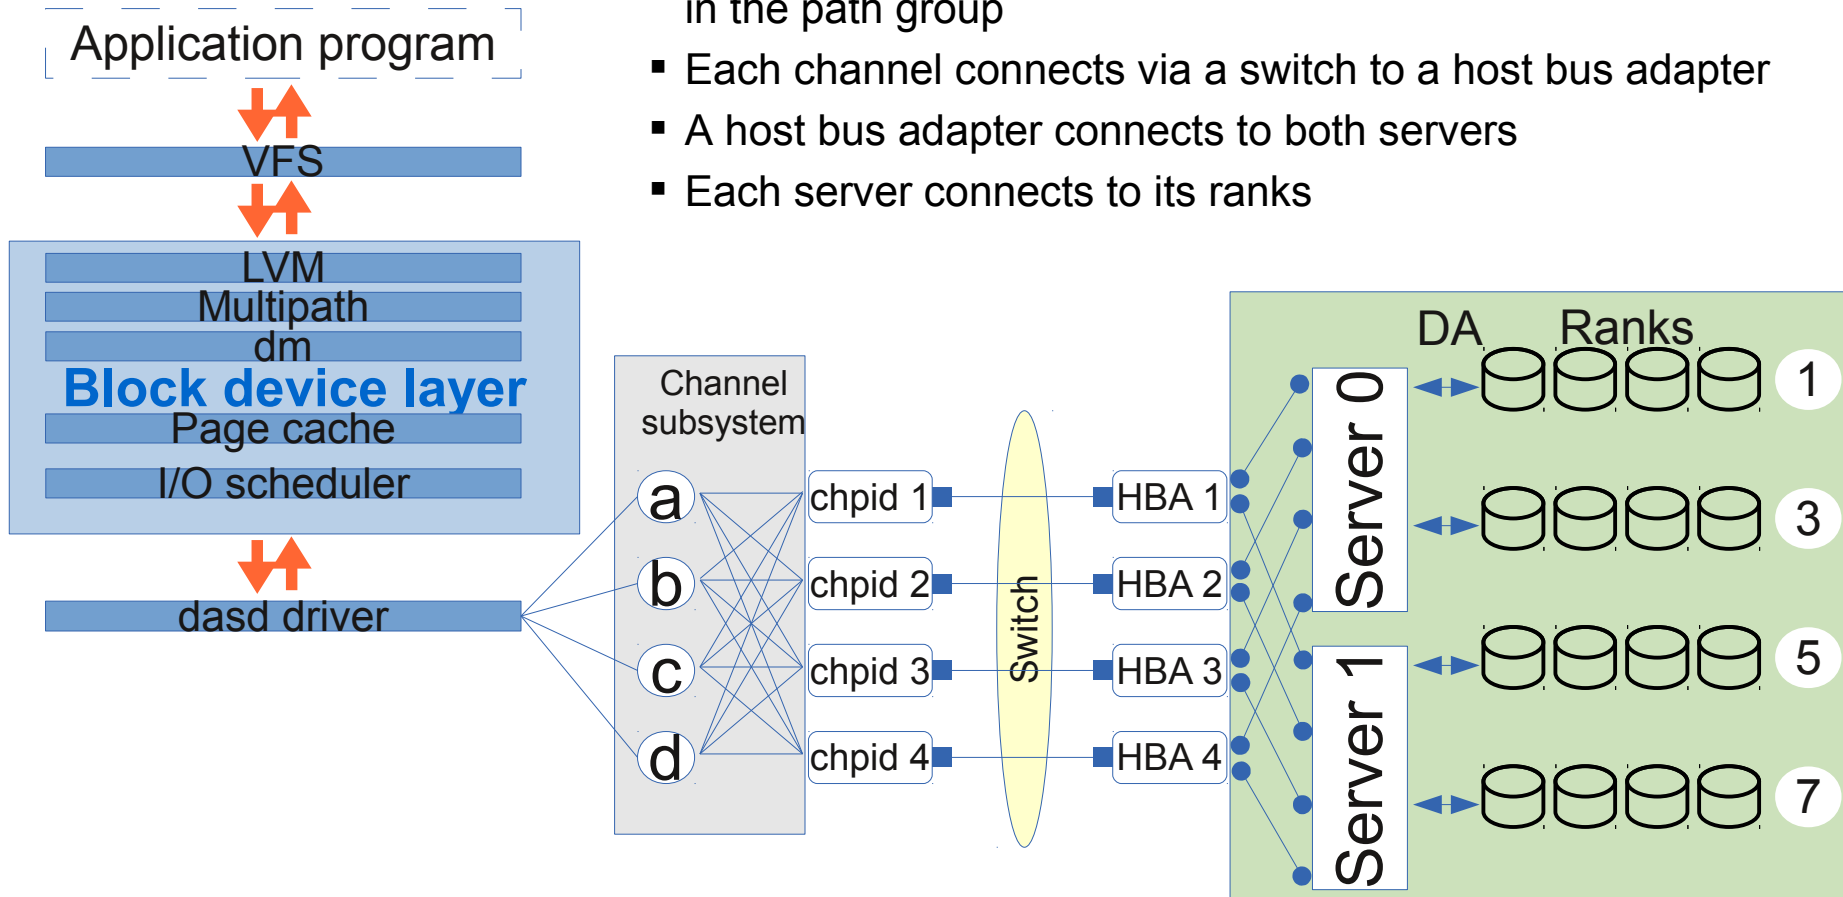 in the path group
▪ Each channel connects via a switch to a host bus adapter
▪ A host bus adapter connects to both servers
▪ Each server connects to its ranks
Application program
VFS
LVM
Multipath
dm
Block device layer
Page cache
I/O scheduler
dasd driver
Channel
subsystem
a
b
c
d
chpid 1
chpid 2
chpid 3
chpid 4
Switch
HBA 1
HBA 2
HBA 3
HBA 4
DA Ranks
Server 0
Server 1
1
3
5
7